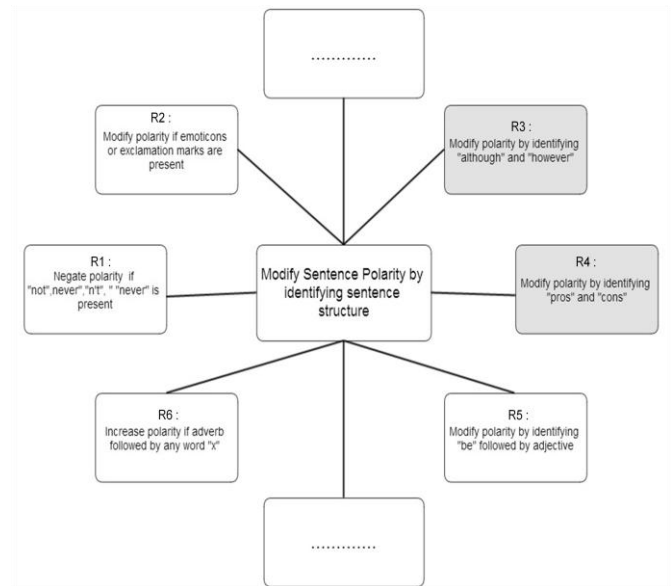 .............
R2 :
Modify polarity if emoticons
or exclamation marks are
present
R3 :
Modify polarity by identifying
"although" and "however"
R1 :
Negate polarity if
"not",never","n't", " "never" is
present
Modify Sentence Polarity by
identifying sentence
structure
R4 :
Modify polarity by identifying
"pros" and "cons"
R6 :
Increase polarity if adverb
followed by any word "x"
R5 :
Modify polarity by identifying
"be" followed by adjective
.............